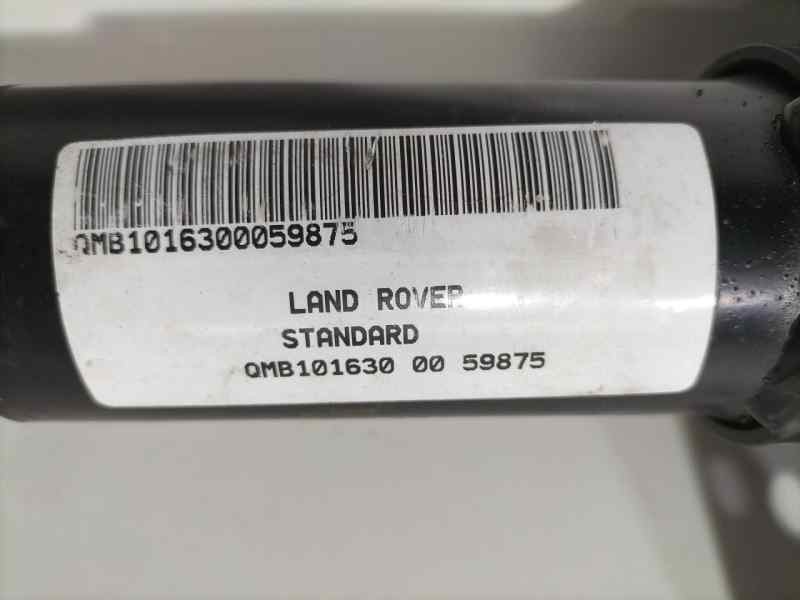 QMB1016300059875
LAND ROVER
STANDARD
QMB101630 00 59875